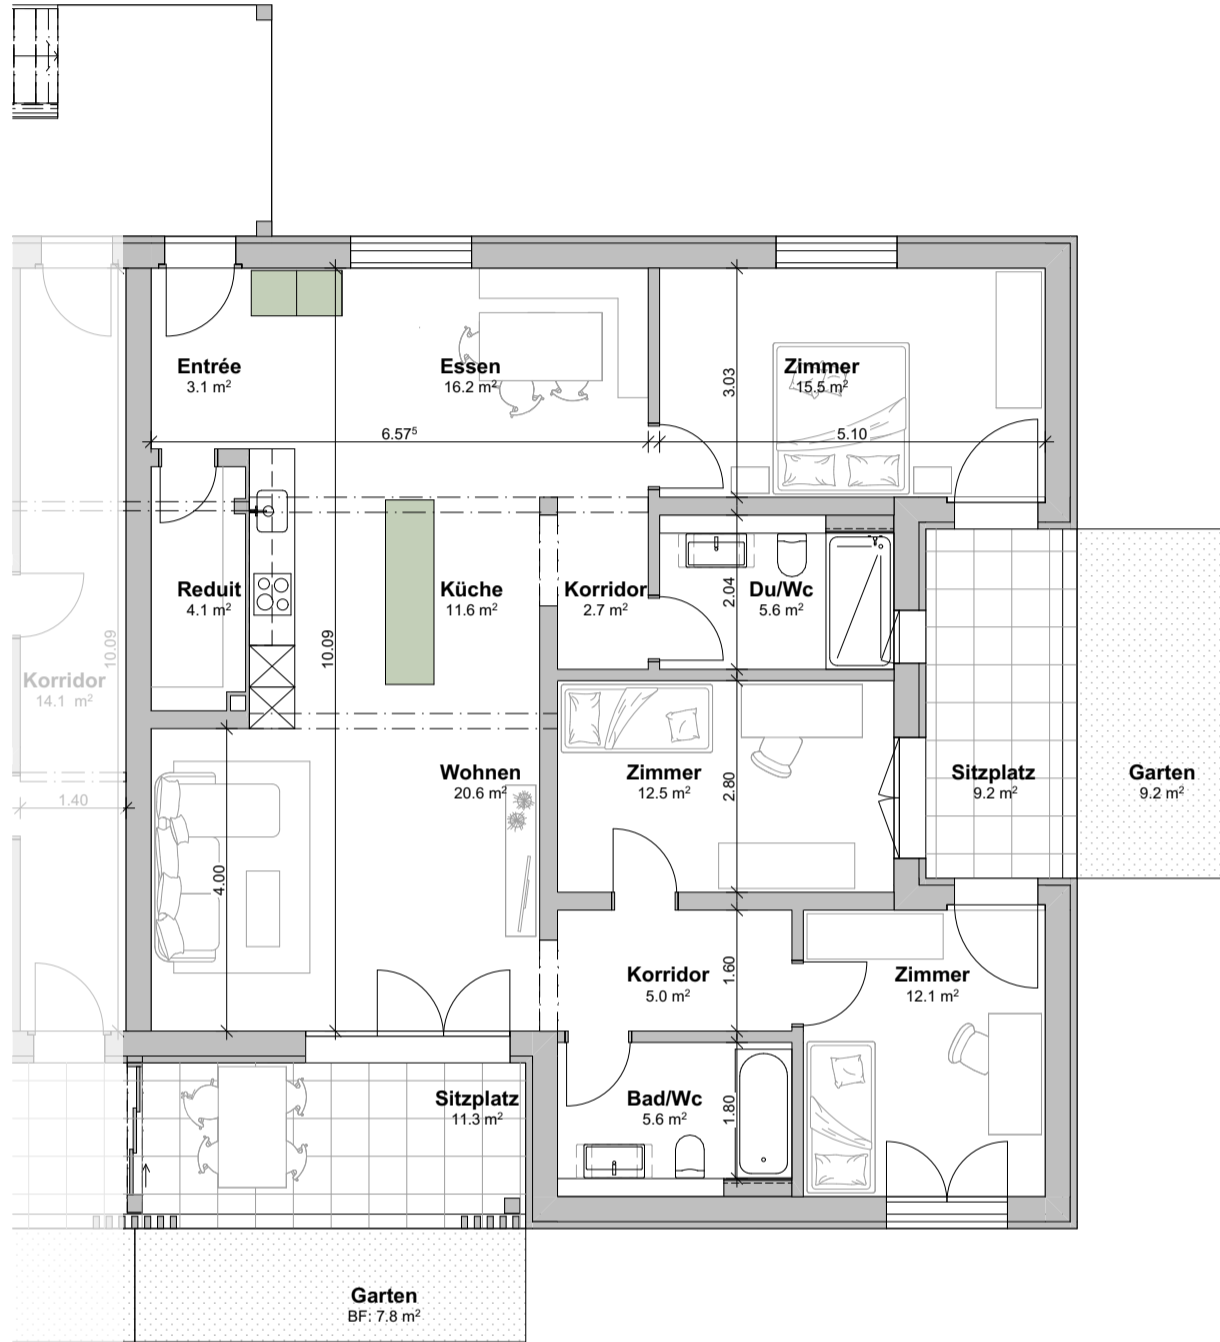 Entrée
3.1 m²
Essen
16.2 m²
Zimmer
15.5 m²
3.03
6.57⁵
5.10
Reduit
4.1 m²
Küche
11.6 m²
Korridor
2.7 m²
Du/Wc
5.6 m²
2.04
10.09
10.09
Korridor
14.1 m²
1.40
Wohnen
20.6 m²
Zimmer
12.5 m²
2.80
Sitzplatz
9.2 m²
Garten
9.2 m²
4.00
Korridor
5.0 m²
1.60
Zimmer
12.1 m²
Sitzplatz
11.3 m²
Bad/Wc
5.6 m²
1.80
Garten
BF: 7.8 m²